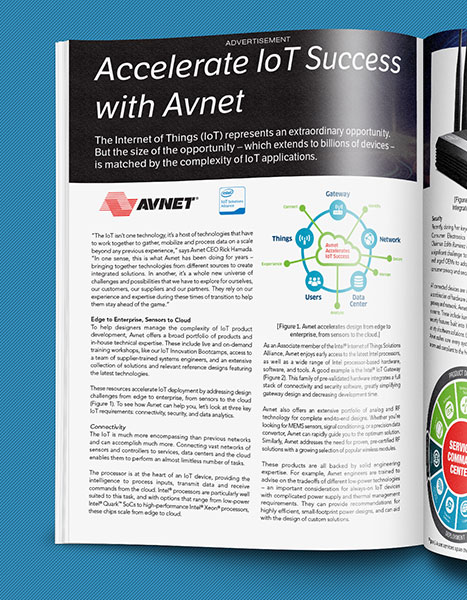 ADVERTISEMENT
Accelerate IoT Success
with Avnet
The Internet of Things (IoT) represents an extraordinary opportunity.
But the size of the opportunity – which extends to billions of devices –
is matched by the complexity of IoT applications.
AVNET
intel
IoT Solutions
Alliance
"The IoT isn't one technology, it's a host of technologies that have
to work together to gather, mobilize and process data on a scale
beyond any previous experience," says Avnet CEO Rick Hamada.
"In one sense, this is what Avnet has been doing for years –
bringing together technologies from different sources to create
integrated solutions. In another, it's a whole new universe of
challenges and possibilities that we have to explore for ourselves,
our customers, our suppliers and our partners. They rely on our
experience and expertise during these times of transition to help
them stay ahead of the game."
Edge to Enterprise, Sensors to Cloud
To help designers manage the complexity of IoT product
development, Avnet offers a broad portfolio of products and
in-house technical expertise. These include live and on-demand
training workshops, like our IoT Innovation Bootcamps, access to
a team of supplier-trained systems engineers, and an extensive
collection of solutions and relevant reference designs featuring
the latest technologies.
These resources accelerate IoT deployment by addressing design
challenges from edge to enterprise, from sensors to the cloud
(Figure 1). To see how Avnet can help you, let's look at three key
IoT requirements: connectivity, security, and data analytics.
Connectivity
The IoT is much more encompassing than previous networks
and can accomplish much more. Connecting vast networks of
sensors and controllers to services, data centers and the cloud
enables them to perform an almost limitless number of tasks.
The processor is at the heart of an IoT device, providing the
intelligence to process inputs, transmit data and receive
commands from the cloud. Intel® processors are particularly well
suited to this task, and with options that range from low-power
Intel® Quark™ SoCs to high-performance Intel® Xeon® processors,
these chips scale from edge to cloud.
Gateway
Things
Network
Users
Data
Center
Avnet
Accelerates
IoT Success
[Figure 1. Avnet accelerates design from edge to
enterprise, from sensors to the cloud.]
As an Associate Member of the Intel® Internet of Things Solutions
Alliance, Avnet enjoys early access to the latest Intel processors,
as well as a wide range of Intel processor-based hardware,
software, and tools. A good example is the Intel® IoT Gateway
(Figure 2). This family of pre-validated hardware integrates a full
stack of connectivity and security software, greatly simplifying
gateway design and decreasing development time.
Avnet also offers an extensive portfolio of analog and RF
technology for complete end-to-end designs. Whether you're
looking for MEMS sensors, signal conditioning, or a precision data
convertor, Avnet can rapidly guide you to the optimum solution.
Similarly, Avnet addresses the need for power, pre-certified RF
solutions with a growing selection of popular wireless modules.
These products are all backed by solid engineering
expertise. For example, Avnet engineers are trained to
advise on the tradeoffs of different low-power technologies
– an important consideration for always-on IoT devices
with complicated power supply and thermal management
requirements. They can provide recommendations for
highly efficient, small-footprint power designs, and can aid
with the design of custom solutions.
Security